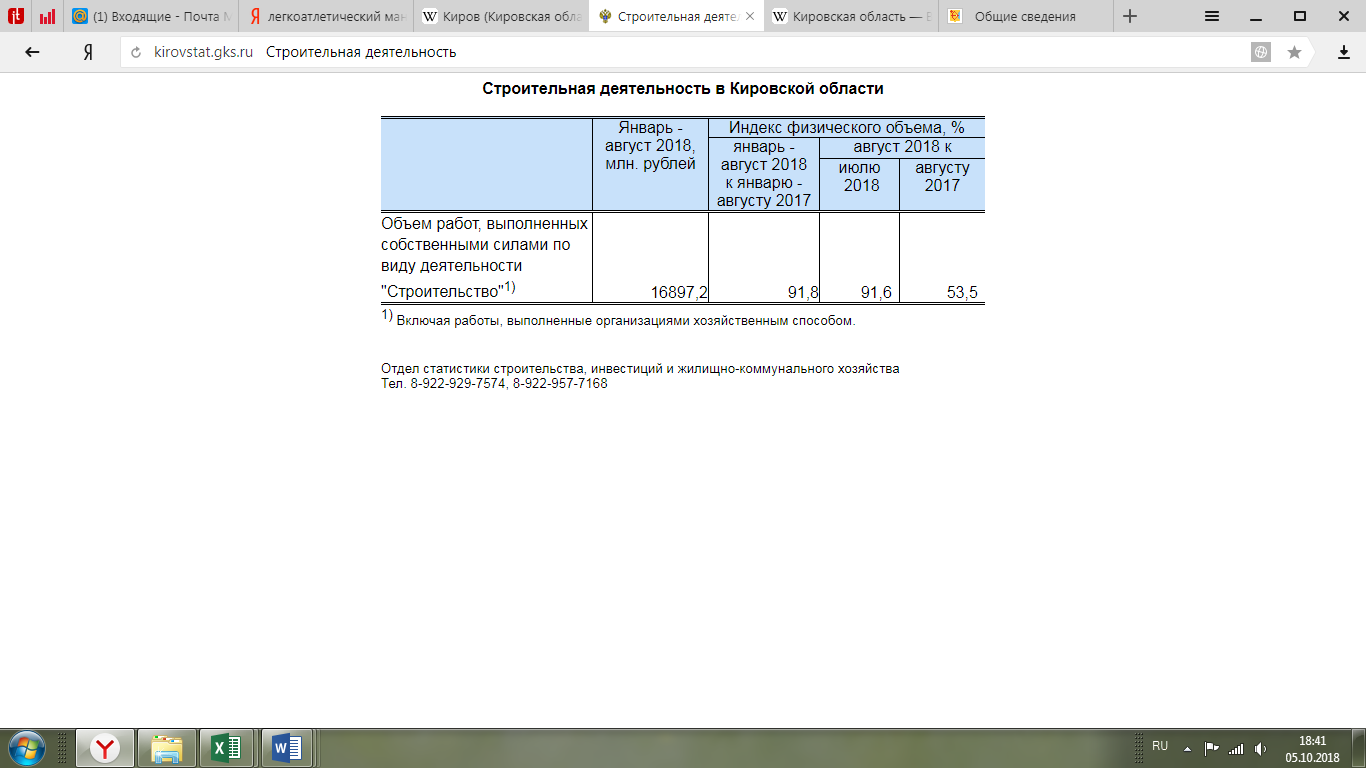 (1) Входящие - Почта M
легкоатлетический ман
Киров (Кировская обла
Строительная деятел
Кировская область — В
Общие сведения
kirovstat.gks.ru Строительная деятельность
Строительная деятельность в Кировской области
Январь -
август 2018,
млн. рублей
Индекс физического объема, %
январь -
август 2018
к январю -
августу 2017
август 2018 к
июлю
2018
августу
2017
Объем работ, выполненных
собственными силами по
виду деятельности
"Строительство"1)
16897,2
91,8
91,6
53,5
1) Включая работы, выполненные организациями хозяйственным способом.
Отдел статистики строительства, инвестиций и жилищно-коммунального хозяйства
Тел. 8-922-929-7574, 8-922-957-7168
RU
18:41
05.10.2018